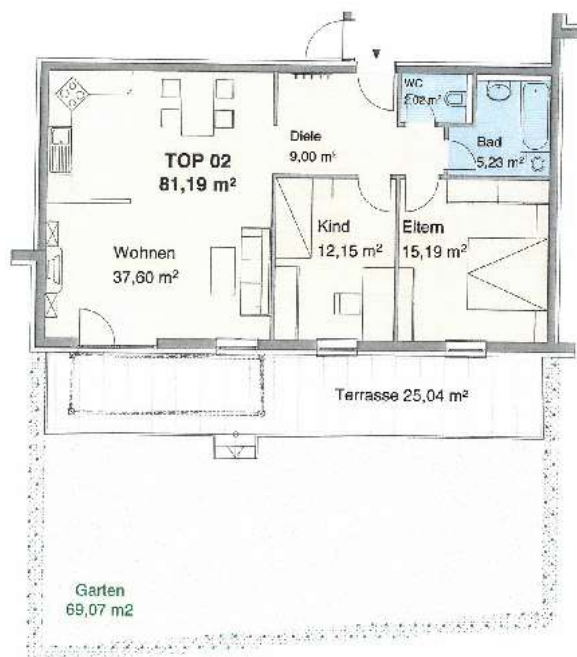 WC
2,02 m²
Diele
9,00 m²
Bad
5,23 m²
TOP 02
81,19 m²
Kind
12,15 m²
Eltern
15,19 m²
Wohnen
37,60 m²
Terrasse 25,04 m²
Garten
69,07 m2